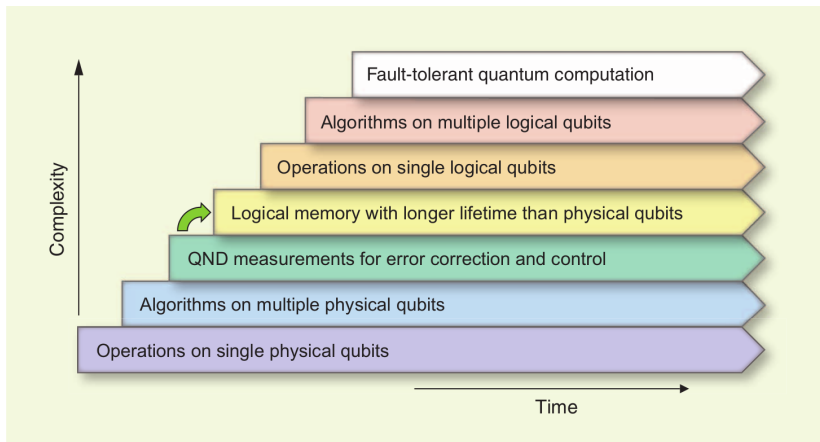 Fault-tolerant quantum computation
Algorithms on multiple logical qubits
Operations on single logical qubits
Logical memory with longer lifetime than physical qubits
QND measurements for error correction and control
Algorithms on multiple physical qubits
Operations on single physical qubits
Complexity
Time